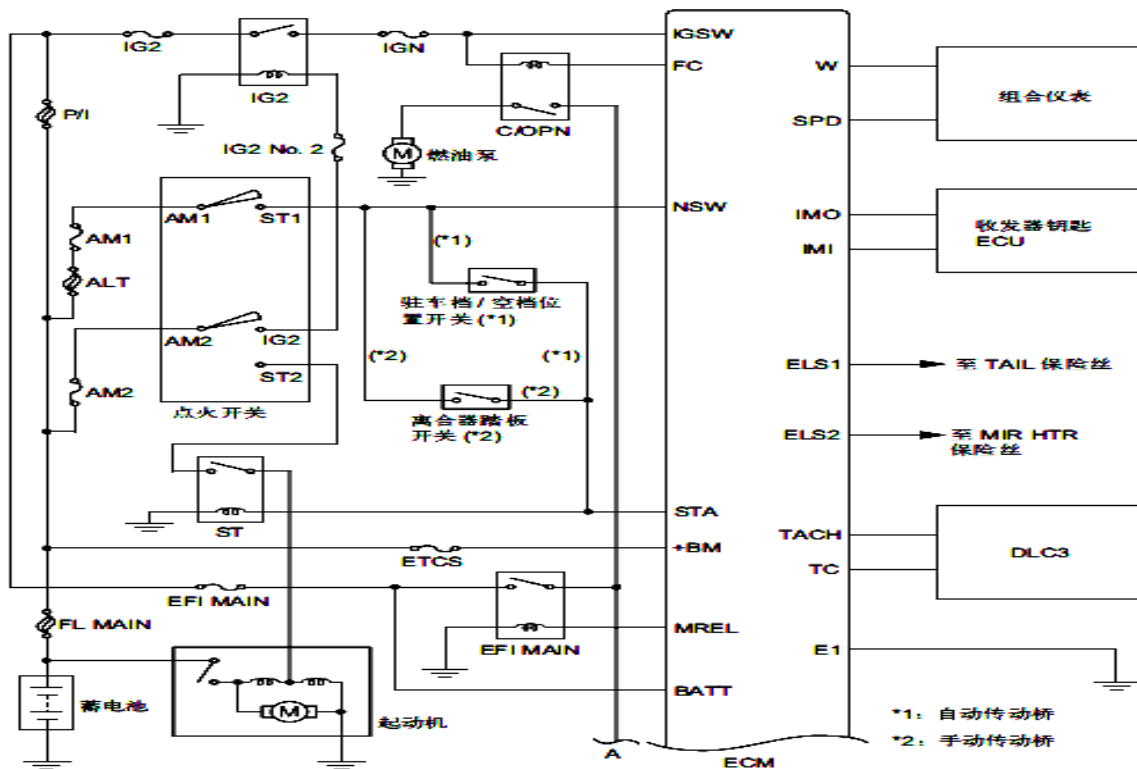 IG2
IGN
IGSW
FC
W
组合仪表
IG2
P/I
C/OPN
SPD
IG2 No. 2
M
燃油泵
AM1
ST1
NSW
IMO
收发器钥匙
ECU
(*1)
IMI
AM1
ALT
驻车档 / 空档位
置开关 (*1)
AM2
IG2
(*2)
(*1)
ELS1
至 TAIL 保险丝
ST2
AM2
(*2)
点火开关
离合器踏板
开关 (*2)
ELS2
至 MIR HTR
保险丝
STA
ST
TACH
DLC3
+BM
ETCS
TC
EFI MAIN
FL MAIN
MREL
EFI MAIN
E1
BATT
蓄电池
M
起动机
*1: 自动传动桥
*2: 手动传动桥
A
ECM